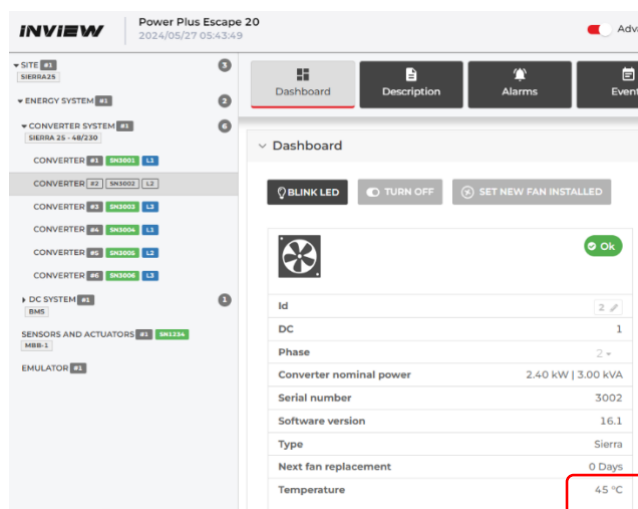 INVIEW
Power Plus Escape 20
2024/05/27 05:43:49
Adva
SITE #1 3
SIERRA25
ENERGY SYSTEM #1 2
CONVERTER SYSTEM #1 6
SIERRA 25 - 48/230
CONVERTER #1 SN3001 L1
CONVERTER #2 SN3002 L2
CONVERTER #3 SN3003 L3
CONVERTER #4 SN3004 L1
CONVERTER #5 SN3005 L2
CONVERTER #6 SN3006 L3
DC SYSTEM #1 1
BMS
SENSORS AND ACTUATORS #1 SN1234
MBB-1
EMULATOR #1
Dashboard
Description
Alarms
Event
Dashboard
BLINK LED
TURN OFF
SET NEW FAN INSTALLED
Ok
Id 2
DC 1
Phase 2
Converter nominal power 2.40 kW | 3.00 kVA
Serial number 3002
Software version 16.1
Type Sierra
Next fan replacement 0 Days
Temperature 45 °C